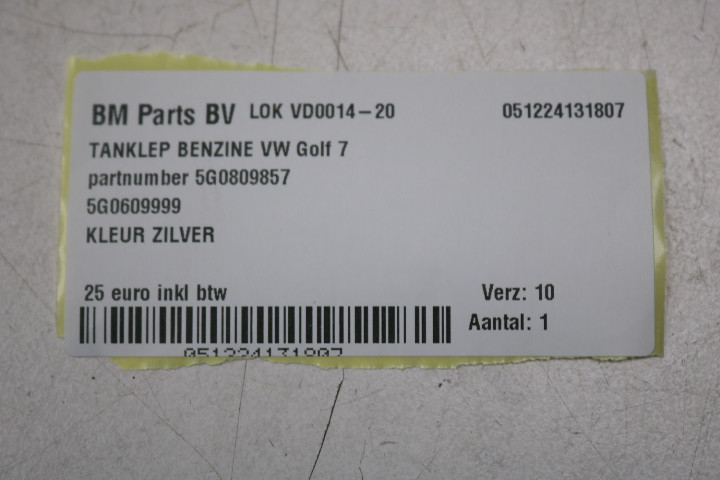 BM Parts BV LOK VD0014-20 051224131807
TANKLEP BENZINE VW Golf 7
partnumber 5G0809857
5G0609999
KLEUR ZILVER
25 euro inkl btw Verz: 10
Aantal: 1
051224131807